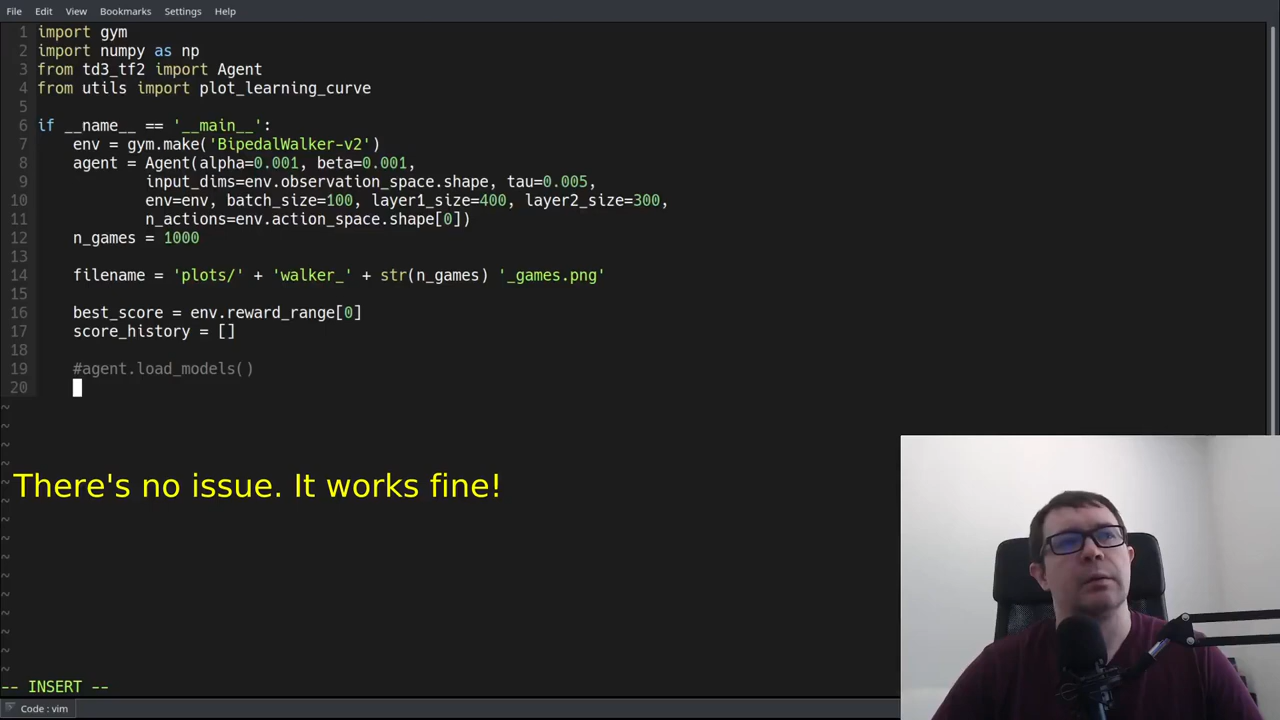 File Edit View Bookmarks Settings Help
1 import gym
2 import numpy as np
3 from td3_tf2 import Agent
4 from utils import plot_learning_curve
5
6 if __name__ == '__main__':
7     env = gym.make('BipedalWalker-v2')
8     agent = Agent(alpha=0.001, beta=0.001,
9             input_dims=env.observation_space.shape, tau=0.005,
10             env=env, batch_size=100, layer1_size=400, layer2_size=300,
11             n_actions=env.action_space.shape[0])
12     n_games = 1000
13
14     filename = 'plots/' + 'walker_' + str(n_games) '_games.png'
15
16     best_score = env.reward_range[0]
17     score_history = []
18
19     #agent.load_models()
20
~
~
~
~
~
There's no issue. It works fine!
~
~
~
~
~
~
~
~
~
~
-- INSERT --
Code : vim